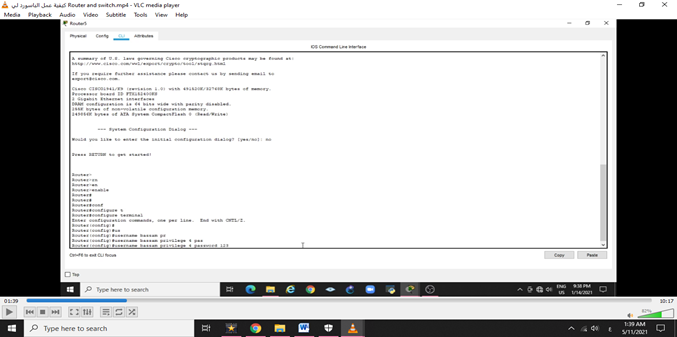 كيفية عمل الباسورد لي Router and switch.mp4 - VLC media player
Media Playback Audio Video Subtitle Tools View Help
Router5
Physical Config CLI Attributes
IOS Command Line Interface
A summary of U.S. laws governing Cisco cryptographic products may be found at:
http://www.cisco.com/wwl/export/crypto/tool/stqrg.html
If you require further assistance please contact us by sending email to
export@cisco.com.
Cisco CISCO1941/K9 (revision 1.0) with 491520K/32768K bytes of memory.
Processor board ID FTX152400KS
2 Gigabit Ethernet interfaces
DRAM configuration is 64 bits wide with parity disabled.
255K bytes of non-volatile configuration memory.
249856K bytes of ATA System CompactFlash 0 (Read/Write)
--- System Configuration Dialog ---
Would you like to enter the initial configuration dialog? [yes/no]: no
Press RETURN to get started!
Router>
Router>en
Router>en
Router>enable
Router#
Router#
Router#conf
Router#configure t
Router#configure terminal
Enter configuration commands, one per line. End with CNTL/Z.
Router(config)#
Router(config)#us
Router(config)#username bassam pr
Router(config)#username bassam privilege 4 pas
Router(config)#username bassam privilege 4 password 123
Ctrl+F6 to exit CLI focus
Copy Paste
Top
Type here to search
ENG
US
9:38 PM
1/14/2021
01:29
10:17
Type here to search
1:39 AM
5/11/2021